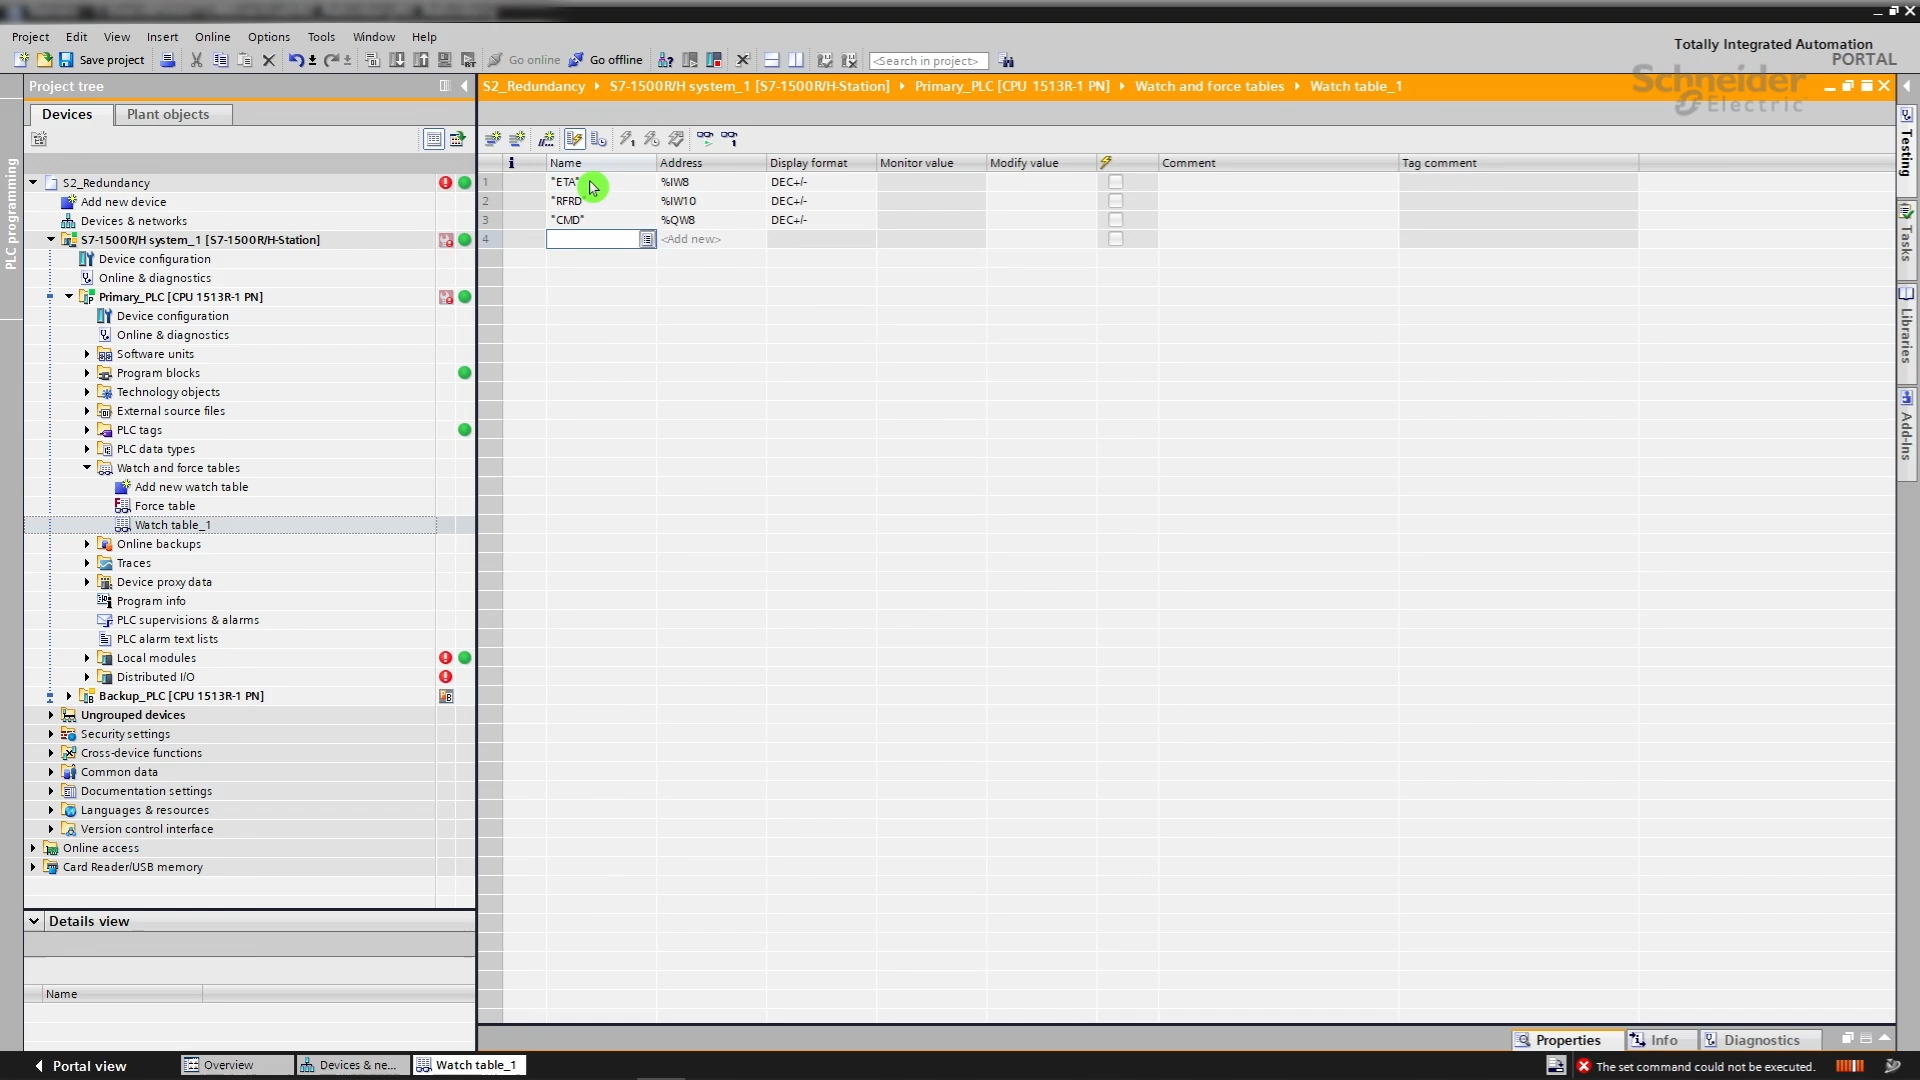 Project Edit View Insert Online Options Tools Window Help
Totally Integrated Automation
PORTAL
Save project
Go online
Go offline
<Search in project>
Schneider
Electric
Project tree
S2_Redundancy
S7-1500R/H system_1 [S7-1500R/H-Station]
Primary_PLC [CPU 1513R-1 PN]
Watch and force tables
Watch table_1
Devices
Plant objects
PLC programming
i Name Address Display format Monitor value Modify value Comment Tag comment
1 "ETA" %IW8 DEC+/-
2 "RFRD" %IW10 DEC+/-
3 "CMD" %QW8 DEC+/-
4 <Add new>
S2_Redundancy
Add new device
Devices & networks
S7-1500R/H system_1 [S7-1500R/H-Station]
Device configuration
Online & diagnostics
Primary_PLC [CPU 1513R-1 PN]
Device configuration
Online & diagnostics
Software units
Program blocks
Technology objects
External source files
PLC tags
PLC data types
Watch and force tables
Add new watch table
Force table
Watch table_1
Online backups
Traces
Device proxy data
Program info
PLC supervisions & alarms
PLC alarm text lists
Local modules
Distributed I/O
Backup_PLC [CPU 1513R-1 PN]
Ungrouped devices
Security settings
Cross-device functions
Common data
Documentation settings
Languages & resources
Version control interface
Online access
Card Reader/USB memory
Details view
Name
Testing
Tasks
Libraries
Add-Ins
Properties
Info
Diagnostics
Portal view
Overview
Devices & ne...
Watch table_1
The set command could not be executed.